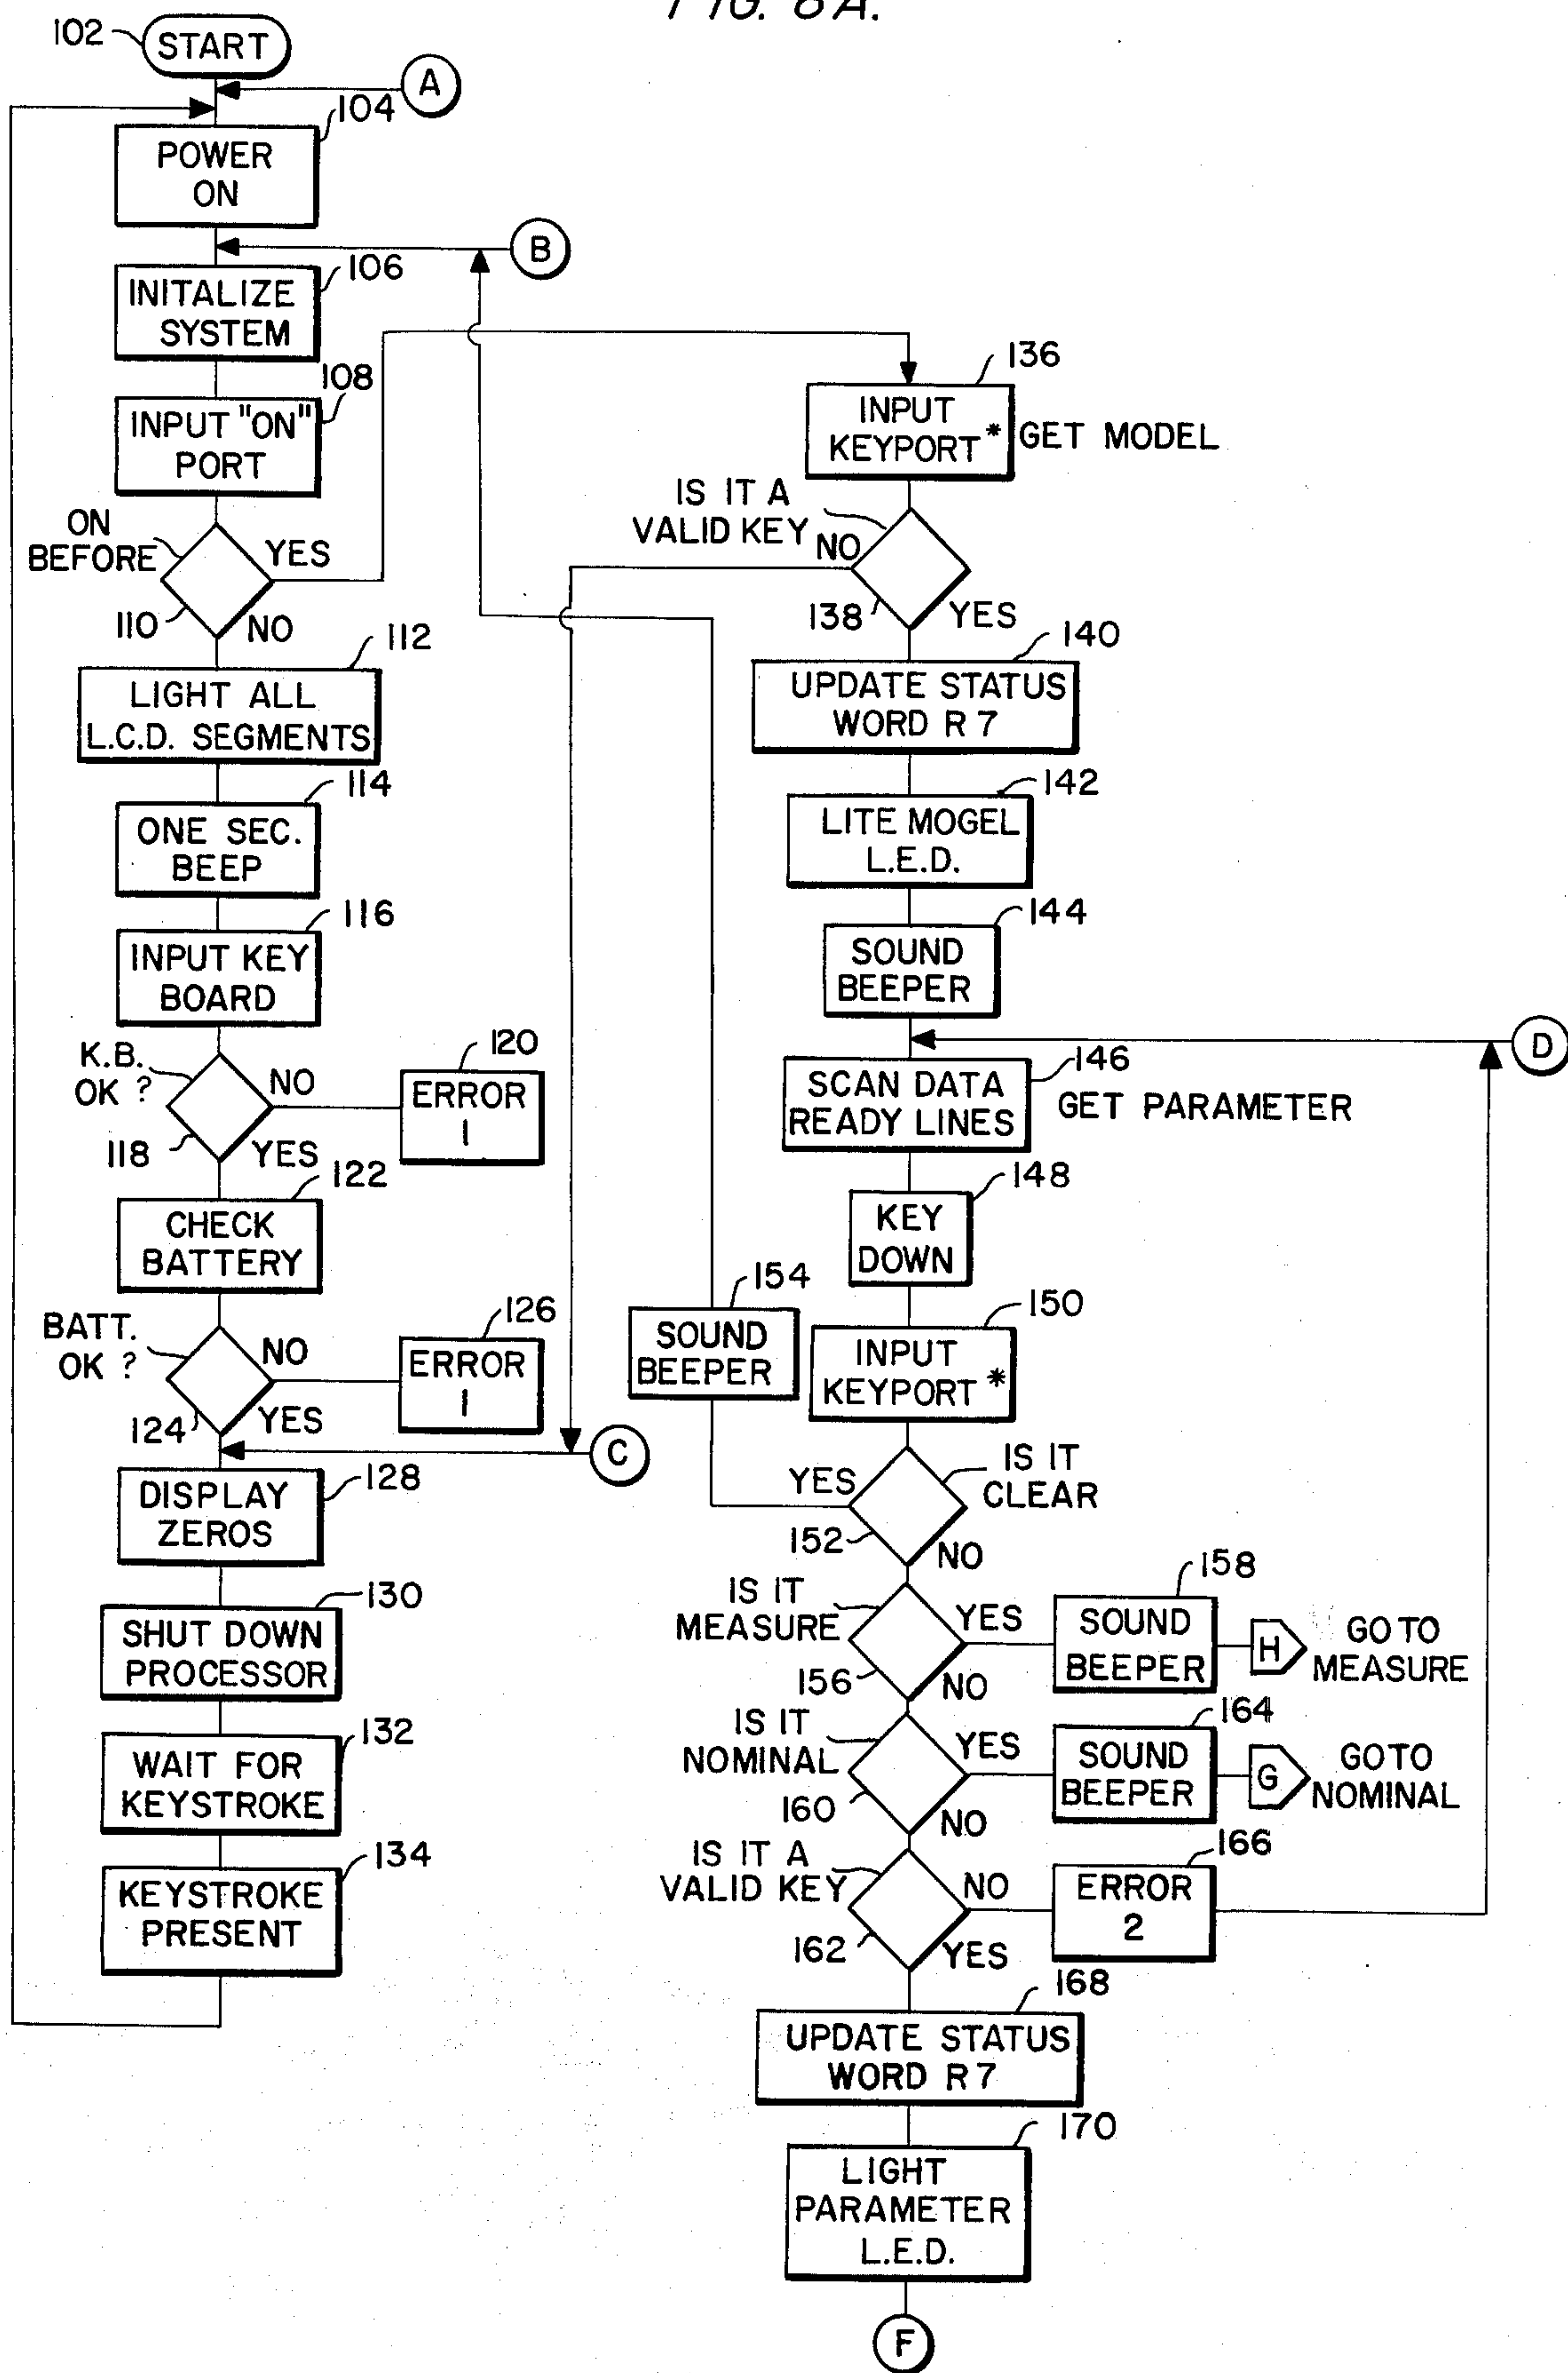 FIG. 6A.
102
START
A
104
POWER
ON
B
106
INITALIZE
SYSTEM
108
INPUT "ON"
PORT
ON
BEFORE
YES
110
NO
112
LIGHT ALL
L.C.D. SEGMENTS
114
ONE SEC.
BEEP
116
INPUT KEY
BOARD
K.B.
OK ?
NO
120
ERROR
1
118
YES
122
CHECK
BATTERY
BATT.
OK ?
NO
126
ERROR
1
124
YES
C
128
DISPLAY
ZEROS
130
SHUT DOWN
PROCESSOR
132
WAIT FOR
KEYSTROKE
134
KEYSTROKE
PRESENT
136
INPUT
KEYPORT *
GET MODEL
IS IT A
VALID KEY
NO
138
YES
140
UPDATE STATUS
WORD R 7
142
LITE MOGEL
L.E.D.
144
SOUND
BEEPER
D
146
SCAN DATA
READY LINES
GET PARAMETER
148
KEY
DOWN
154
SOUND
BEEPER
150
INPUT
KEYPORT *
YES
IS IT
CLEAR
152
NO
IS IT
MEASURE
YES
158
SOUND
BEEPER
H
GO TO
MEASURE
156
NO
IS IT
NOMINAL
YES
164
SOUND
BEEPER
G
GO TO
NOMINAL
160
NO
IS IT A
VALID KEY
NO
166
ERROR
2
162
YES
168
UPDATE STATUS
WORD R 7
170
LIGHT
PARAMETER
L.E.D.
F